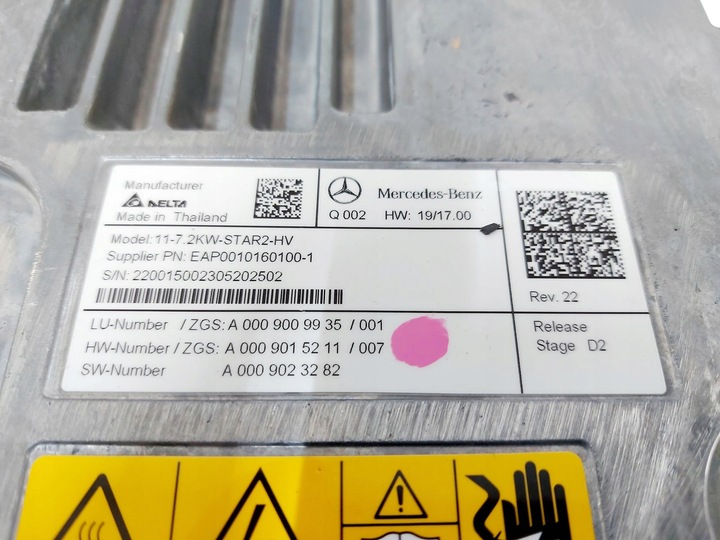 Manufacturer
DELTA
Made in Thailand
Mercedes-Benz
Q 002 HW: 19/17.00
Model: 11-7.2KW-STAR2-HV
Supplier PN: EAP0010160100-1
S/N: 220015002305202502
Rev. 22
LU-Number / ZGS: A 000 900 99 35 / 001
HW-Number / ZGS: A 000 901 52 11 / 007
SW-Number A 000 902 32 82
Release
Stage D2